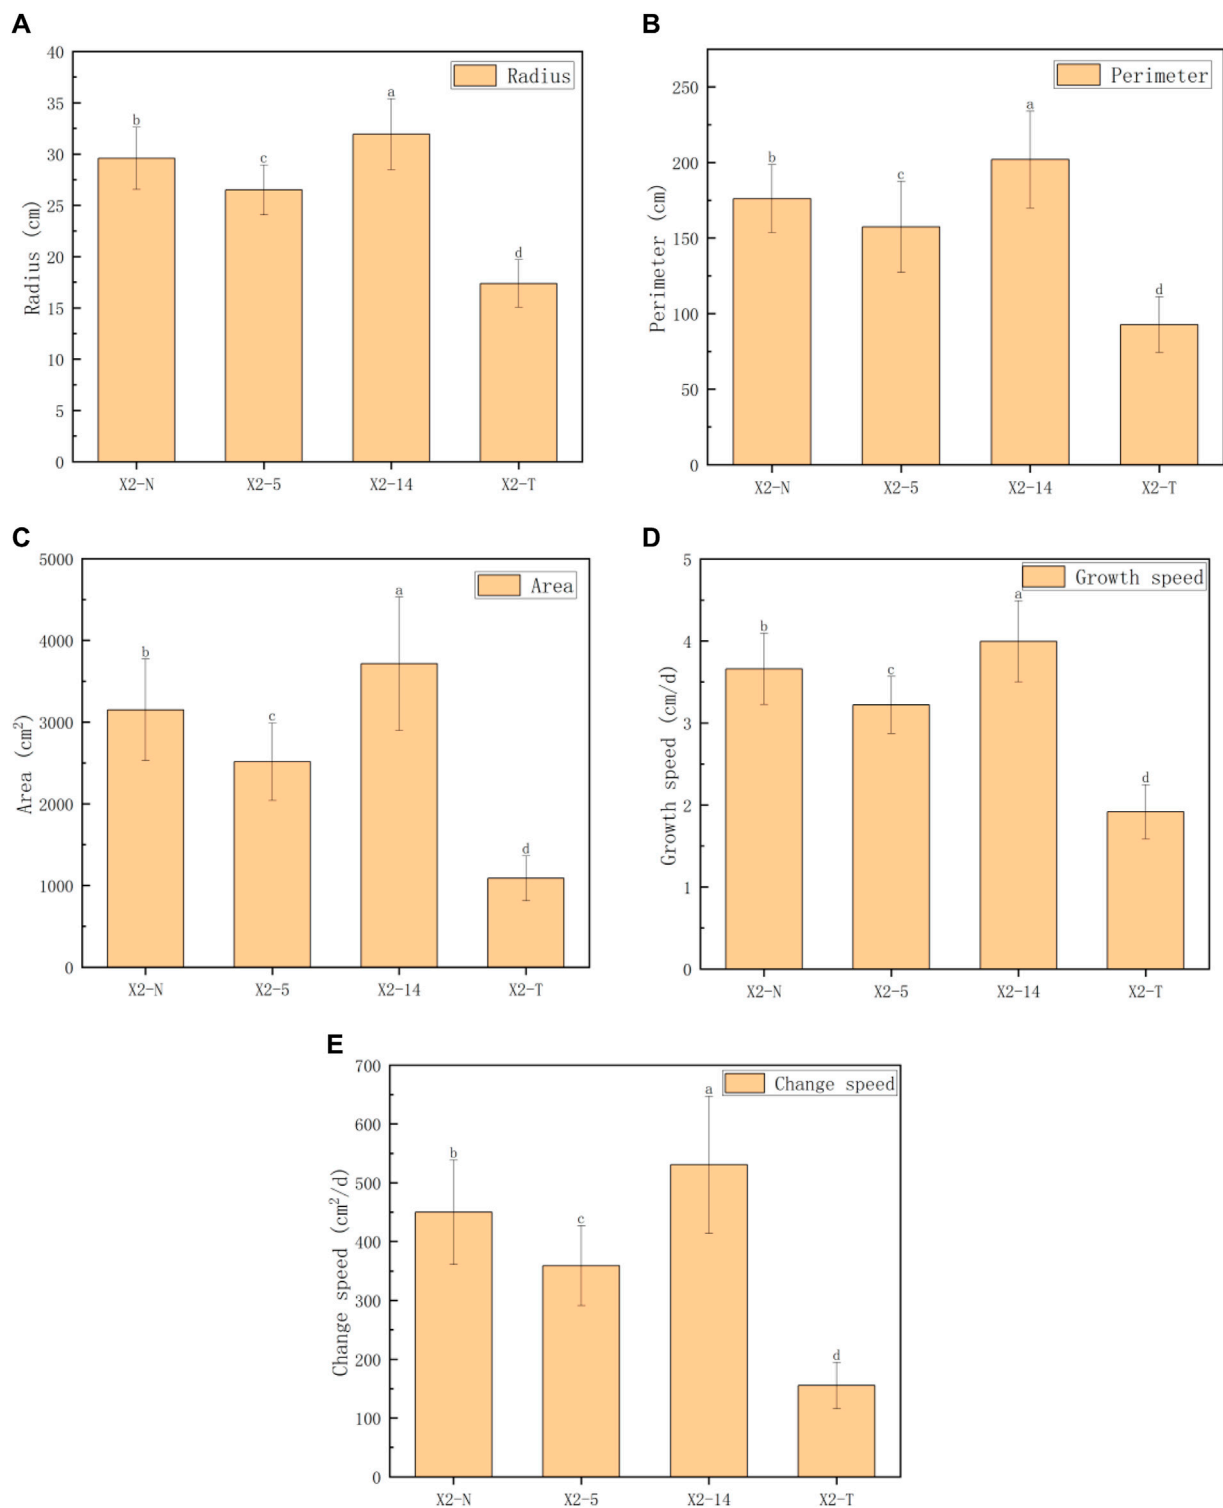 A
Radius (cm)
40
35
30
25
20
15
10
5
0
Radius
b
c
a
d
X2-N X2-5 X2-14 X2-T
B
Perimeter (cm)
250
200
150
100
50
0
Perimeter
b
c
a
d
X2-N X2-5 X2-14 X2-T
C
Area (cm²)
5000
4000
3000
2000
1000
0
Area
b
c
a
d
X2-N X2-5 X2-14 X2-T
D
Growth speed (cm/d)
5
4
3
2
1
0
Growth speed
b
c
a
d
X2-N X2-5 X2-14 X2-T
E
Change speed (cm²/d)
700
600
500
400
300
200
100
0
Change speed
b
c
a
d
X2-N X2-5 X2-14 X2-T